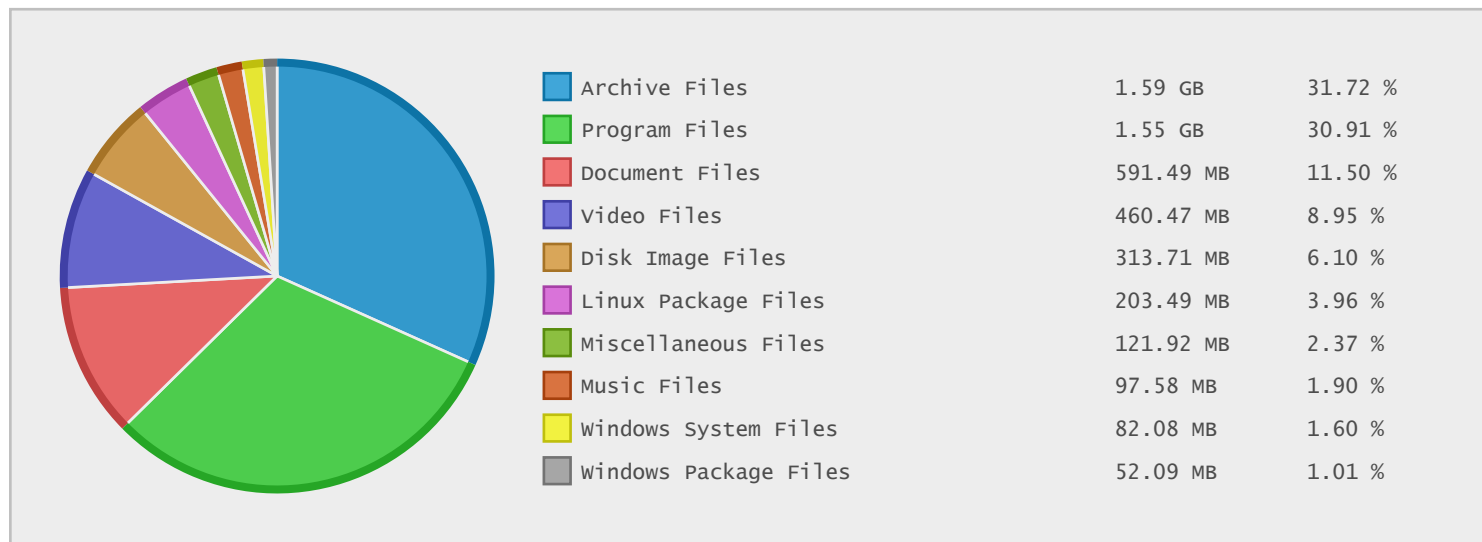 Archive Files 1.59 GB 31.72 %
Program Files 1.55 GB 30.91 %
Document Files 591.49 MB 11.50 %
Video Files 460.47 MB 8.95 %
Disk Image Files 313.71 MB 6.10 %
Linux Package Files 203.49 MB 3.96 %
Miscellaneous Files 121.92 MB 2.37 %
Music Files 97.58 MB 1.90 %
Windows System Files 82.08 MB 1.60 %
Windows Package Files 52.09 MB 1.01 %